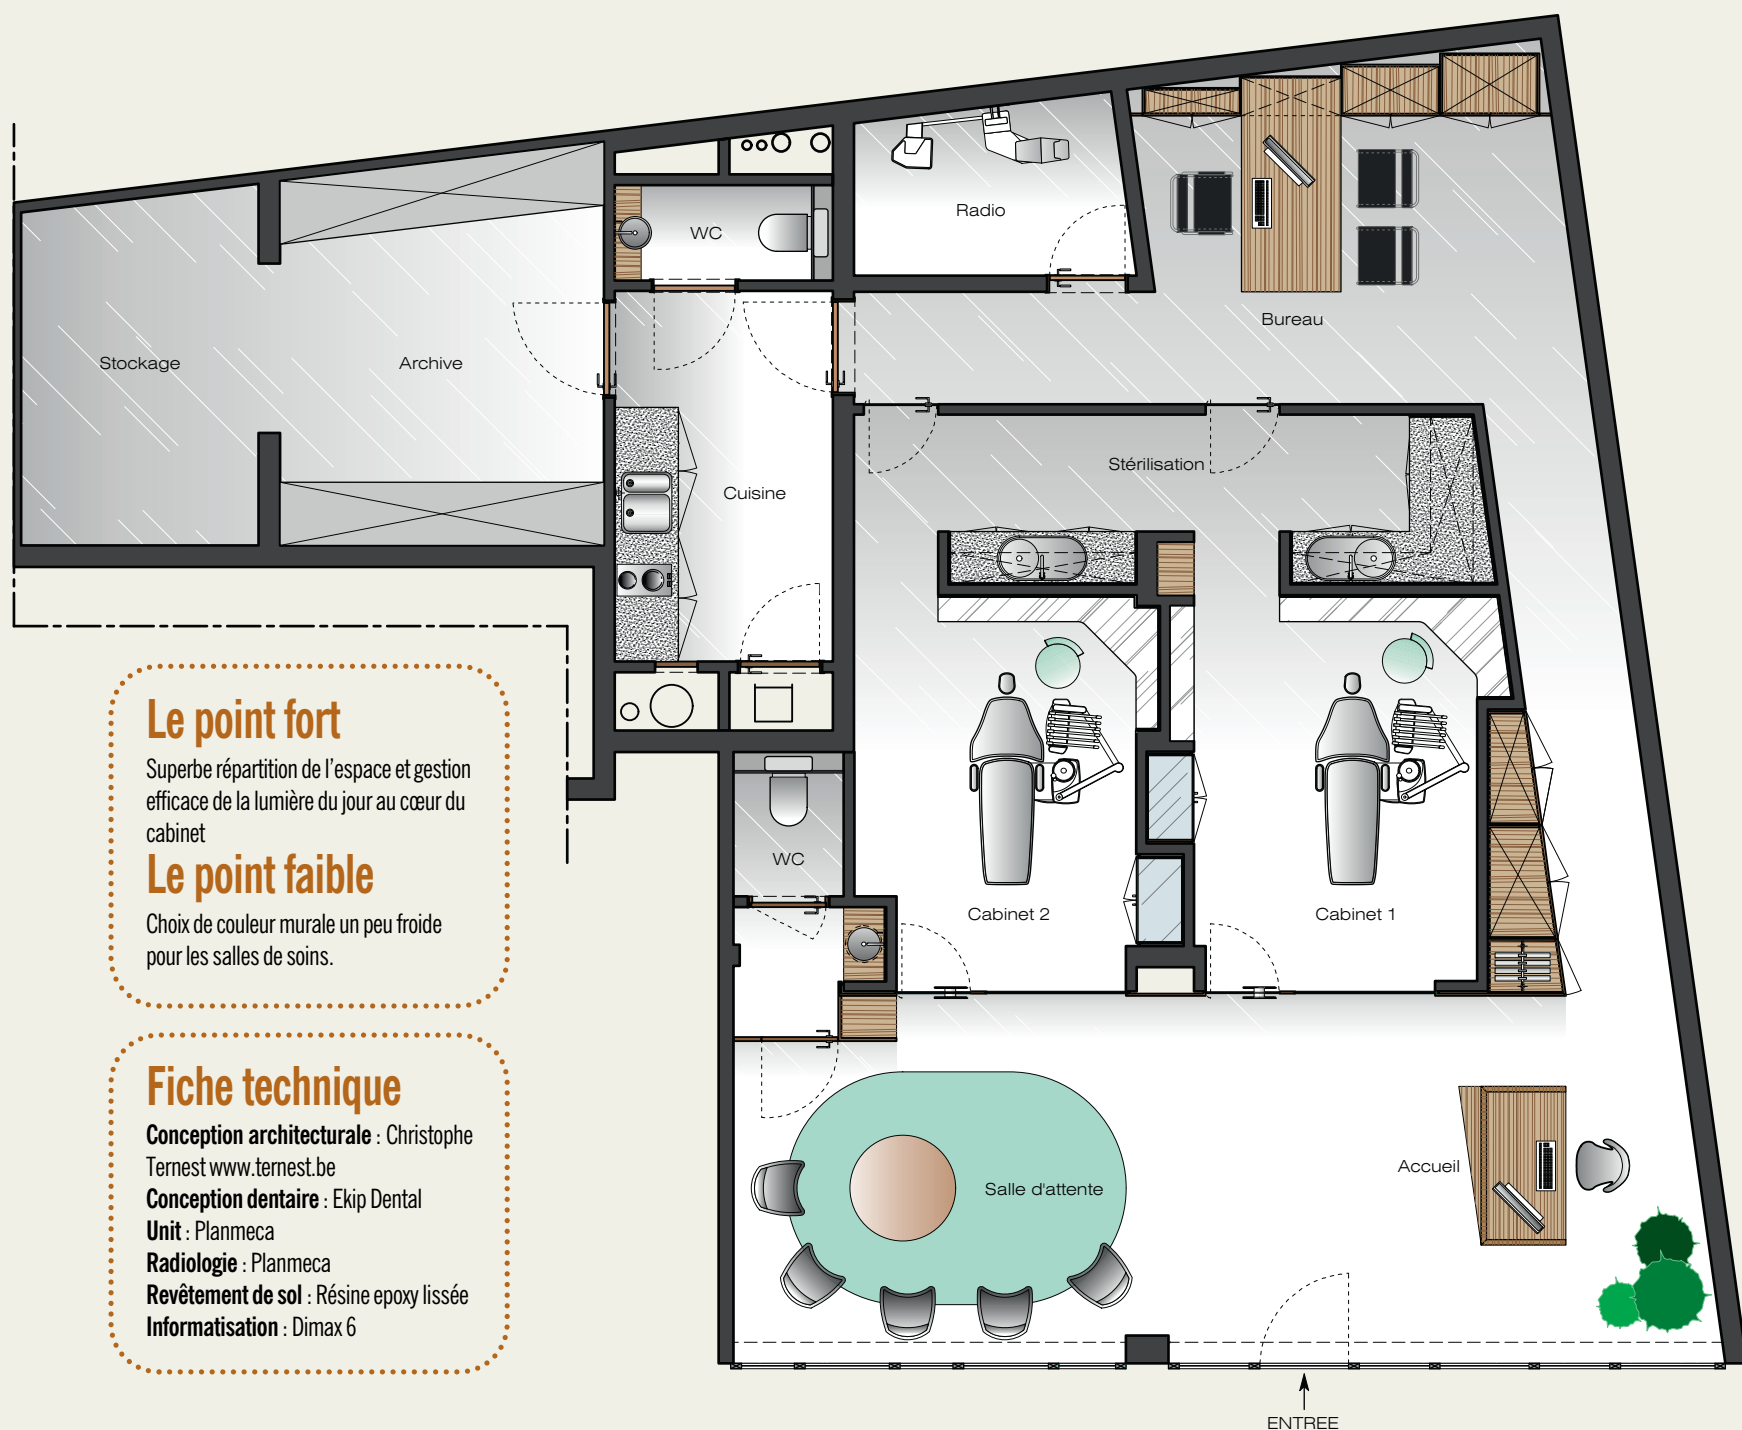 Radio
WC
Bureau
Stockage
Archive
Cuisine
Stérilisation
Le point fort
Superbe répartition de l'espace et gestion
efficace de la lumière du jour au cœur du
cabinet
Le point faible
Choix de couleur murale un peu froide
pour les salles de soins.
WC
Cabinet 2
Cabinet 1
Fiche technique
Conception architecturale : Christophe
Ternest www.ternest.be
Conception dentaire : Ekip Dental
Unit : Planmeca
Radiologie : Planmeca
Revêtement de sol : Résine epoxy lissée
Informatisation : Dimax 6
Salle d'attente
Accueil
ENTREE